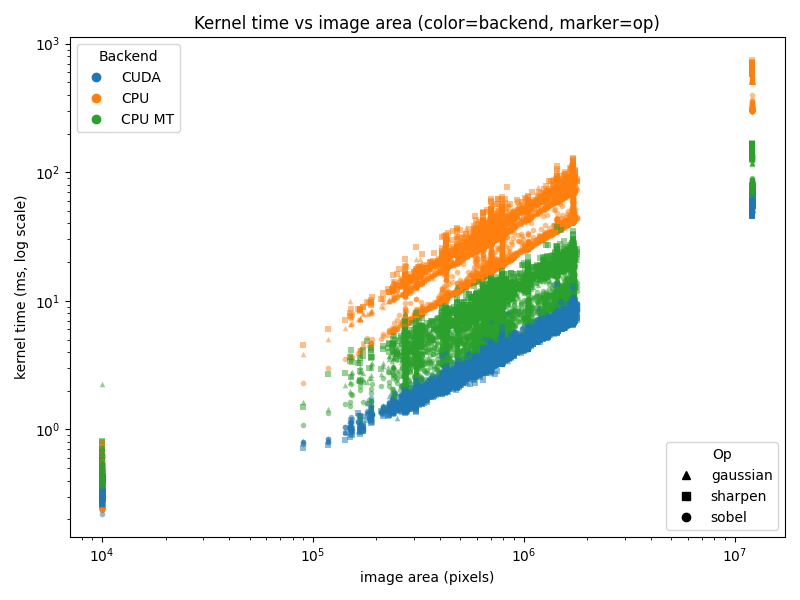 Kernel time vs image area (color=backend, marker=op)
kernel time (ms, log scale)
10³
10²
10¹
10⁰
Backend
CUDA
CPU
CPU MT
Op
gaussian
sharpen
sobel
10⁴
10⁵
10⁶
10⁷
image area (pixels)